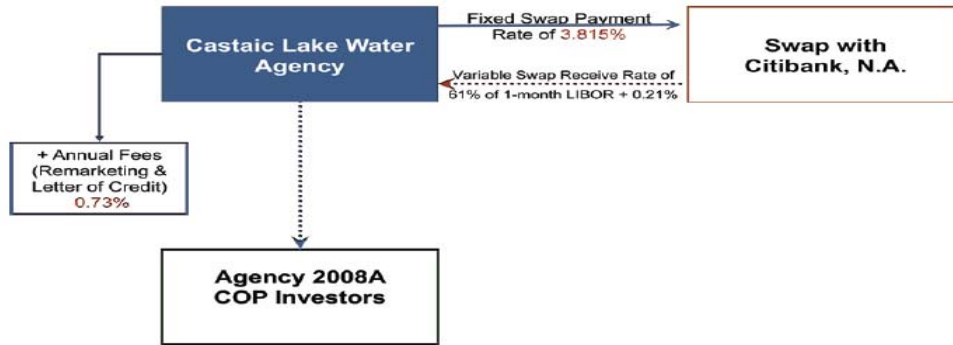 Castaic Lake Water
Agency
Fixed Swap Payment
Rate of 3.815%
Variable Swap Receive Rate of
61% of 1-month LIBOR + 0.21%
Swap with
Citibank, N.A.
+ Annual Fees
(Remarketing &
Letter of Credit)
0.73%
Agency 2008A
COP Investors